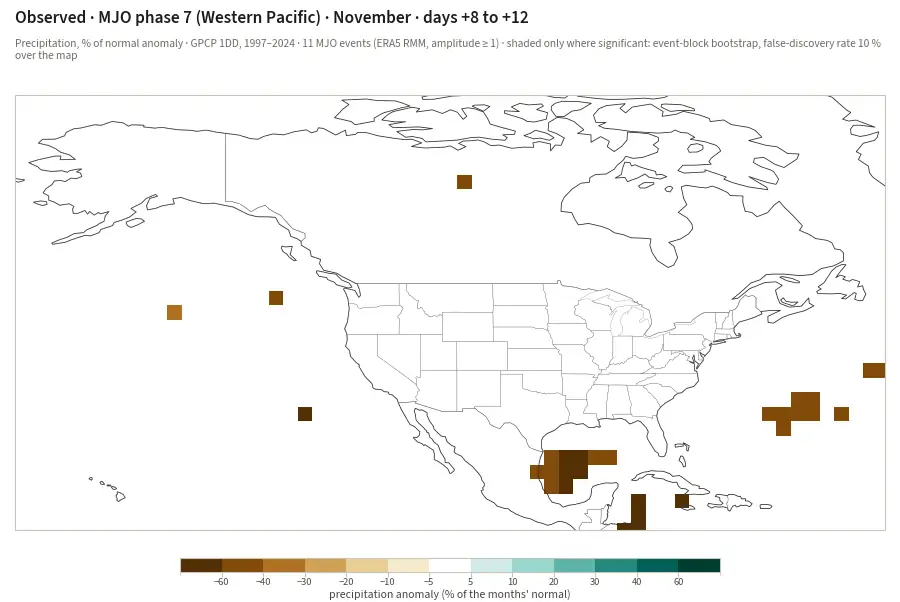 Observed · MJO phase 7 (Western Pacific) · November · days +8 to +12
Precipitation, % of normal anomaly · GPCP 1DD, 1997–2024 · 11 MJO events (ERA5 RMM, amplitude ≥ 1) · shaded only where significant: event-block bootstrap, false-discovery rate 10 %
over the map
−60 −40 −30 −20 −10 −5 5 10 20 30 40 60
precipitation anomaly (% of the months' normal)